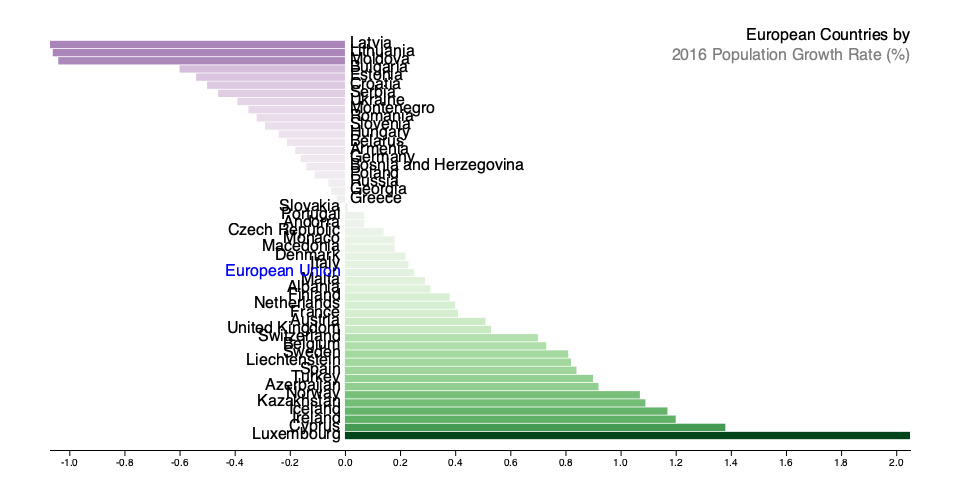 European Countries by
2016 Population Growth Rate (%)
Latvia
Lithuania
Moldova
Bulgaria
Estonia
Croatia
Serbia
Ukraine
Montenegro
Romania
Slovenia
Hungary
Belarus
Armenia
Germany
Bosnia and Herzegovina
Poland
Russia
Georgia
Greece
Slovakia
Portugal
Andorra
Czech Republic
Monaco
Macedonia
Denmark
Italy
European Union
Malta
Albania
Finland
Netherlands
France
Austria
United Kingdom
Switzerland
Belgium
Sweden
Liechtenstein
Spain
Turkey
Azerbaijan
Norway
Kazakhstan
Iceland
Ireland
Cyprus
Luxembourg
-1.0 -0.8 -0.6 -0.4 -0.2 0.0 0.2 0.4 0.6 0.8 1.0 1.2 1.4 1.6 1.8 2.0